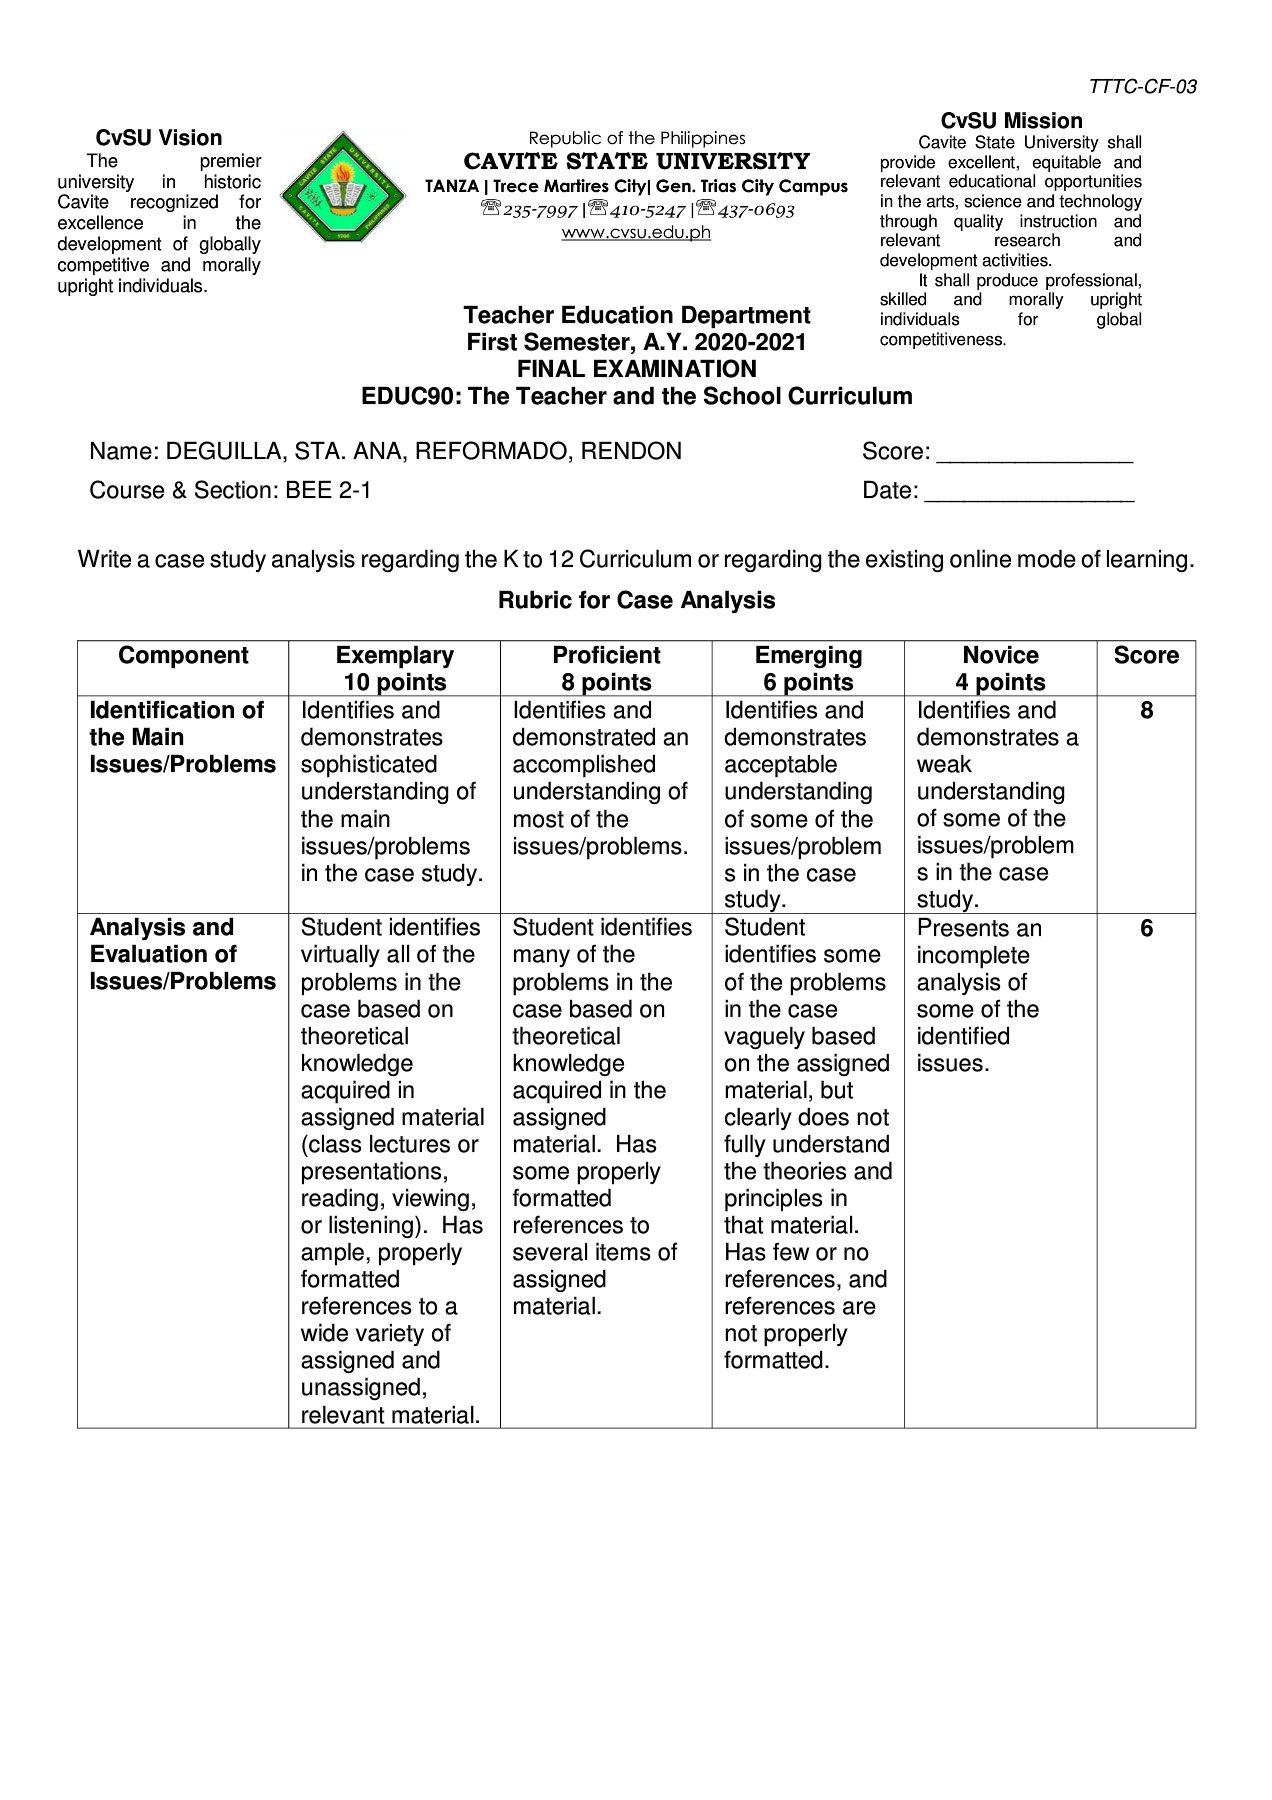 TTTC-CF-03
CvSU Vision
The premier
university in historic
Cavite recognized for
excellence in the
development of globally
competitive and morally
upright individuals.
CAVITE STATE UNIVERSITY
CAVITE PHILIPPINES
1906
Republic of the Philippines
CAVITE STATE UNIVERSITY
TANZA | Trece Martires City| Gen. Trias City Campus
☏235-7997 |☏410-5247 |☏437-0693
www.cvsu.edu.ph
CvSU Mission
Cavite State University shall
provide excellent, equitable and
relevant educational opportunities
in the arts, science and technology
through quality instruction and
relevant research and
development activities.
It shall produce professional,
skilled and morally upright
individuals for global
competitiveness.
Teacher Education Department
First Semester, A.Y. 2020-2021
FINAL EXAMINATION
EDUC90: The Teacher and the School Curriculum
Name: DEGUILLA, STA. ANA, REFORMADO, RENDON
Score: _______________
Course & Section: BEE 2-1
Date: ________________
Write a case study analysis regarding the K to 12 Curriculum or regarding the existing online mode of learning.
Rubric for Case Analysis
Component
Exemplary
10 points
Proficient
8 points
Emerging
6 points
Novice
4 points
Score
Identification of
the Main
Issues/Problems
Identifies and
demonstrates
sophisticated
understanding of
the main
issues/problems
in the case study.
Identifies and
demonstrated an
accomplished
understanding of
most of the
issues/problems.
Identifies and
demonstrates
acceptable
understanding
of some of the
issues/problem
s in the case
study.
Identifies and
demonstrates a
weak
understanding
of some of the
issues/problem
s in the case
study.
8
Analysis and
Evaluation of
Issues/Problems
Student identifies
virtually all of the
problems in the
case based on
theoretical
knowledge
acquired in
assigned material
(class lectures or
presentations,
reading, viewing,
or listening).  Has
ample, properly
formatted
references to a
wide variety of
assigned and
unassigned,
relevant material.
Student identifies
many of the
problems in the
case based on
theoretical
knowledge
acquired in the
assigned
material.  Has
some properly
formatted
references to
several items of
assigned
material.
Student
identifies some
of the problems
in the case
vaguely based
on the assigned
material, but
clearly does not
fully understand
the theories and
principles in
that material.
Has few or no
references, and
references are
not properly
formatted.
Presents an
incomplete
analysis of
some of the
identified
issues.
6